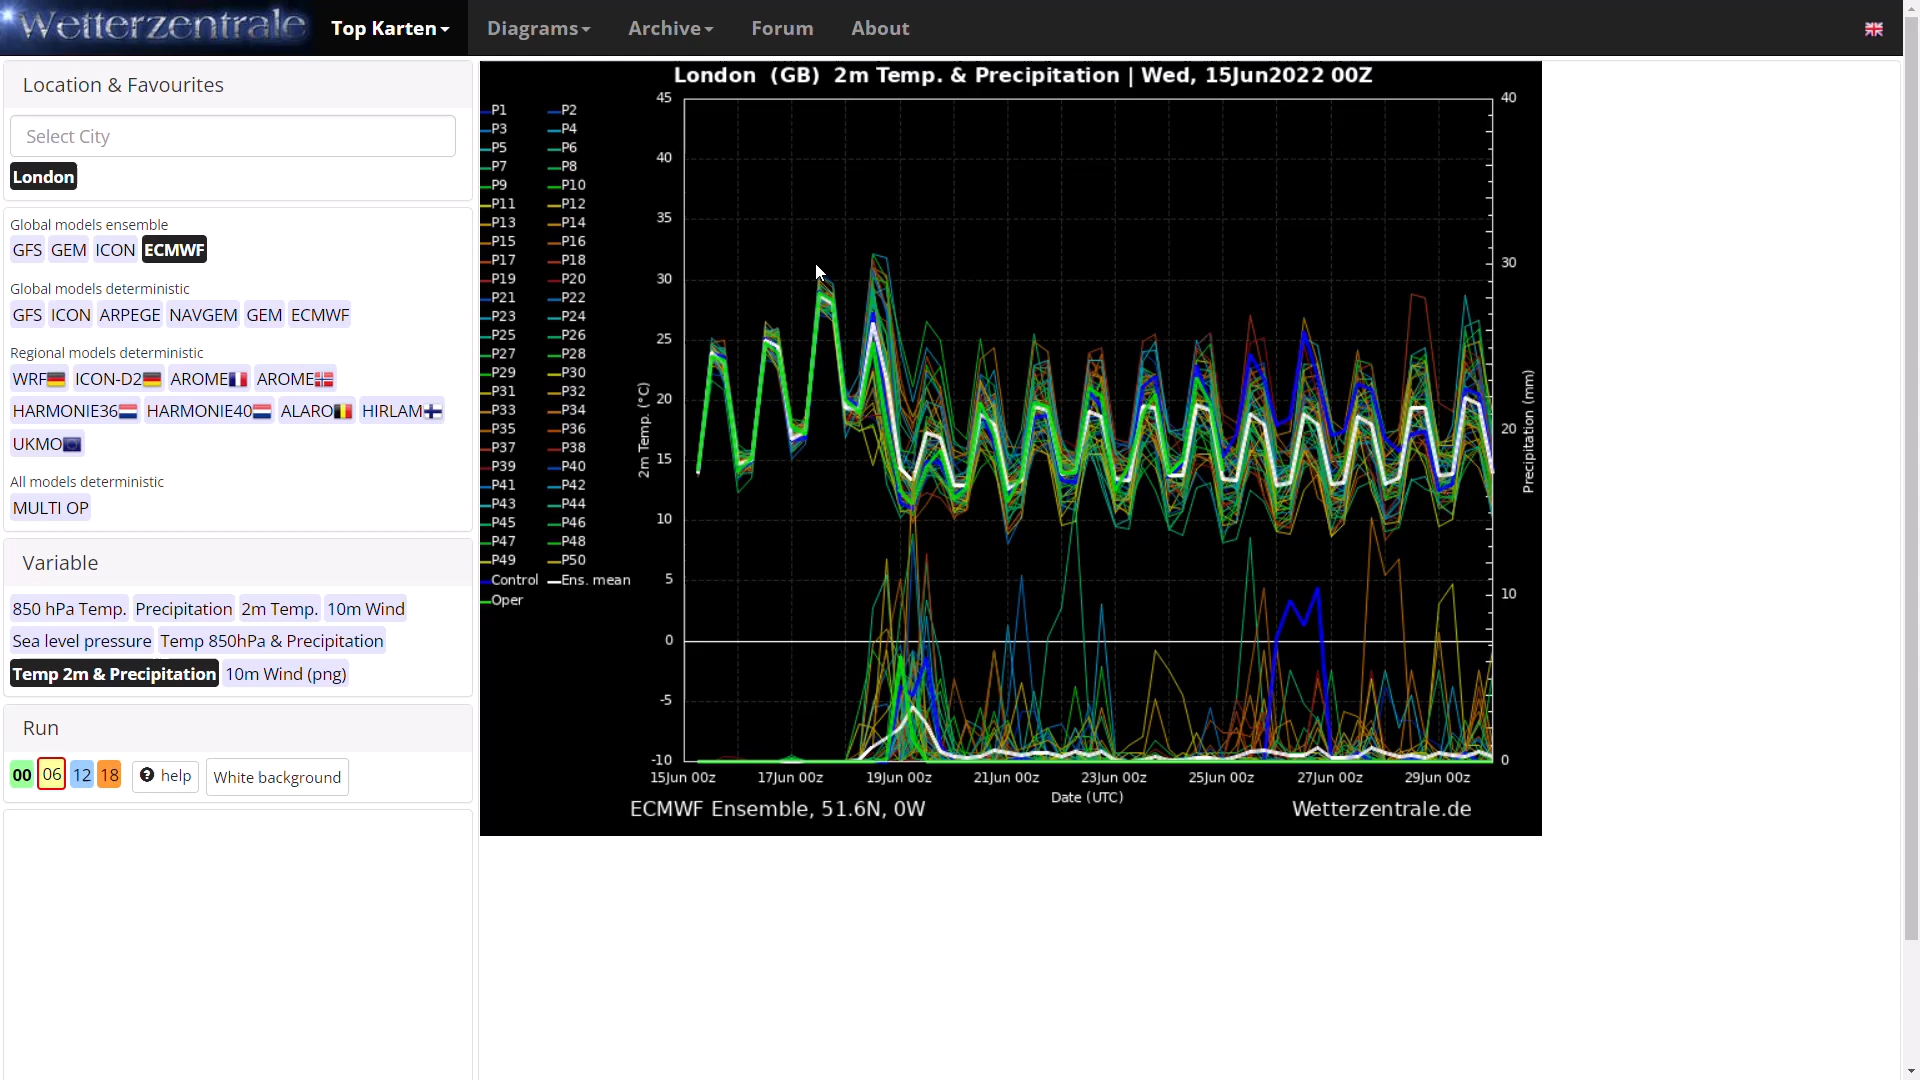 Wetterzentrale Top Karten Diagrams Archive Forum About
Location & Favourites
Select City
London
Global models ensemble
GFS GEM ICON ECMWF
Global models deterministic
GFS ICON ARPEGE NAVGEM GEM ECMWF
Regional models deterministic
WRF ICON-D2 AROME AROME
HARMONIE36 HARMONIE40 ALARO HIRLAM
UKMO
All models deterministic
MULTI OP
Variable
850 hPa Temp. Precipitation 2m Temp. 10m Wind
Sea level pressure Temp 850hPa & Precipitation
Temp 2m & Precipitation 10m Wind (png)
Run
00 06 12 18 help White background
London (GB) 2m Temp. & Precipitation | Wed, 15Jun2022 00Z
P1 P2
P3 P4
P5 P6
P7 P8
P9 P10
P11 P12
P13 P14
P15 P16
P17 P18
P19 P20
P21 P22
P23 P24
P25 P26
P27 P28
P29 P30
P31 P32
P33 P34
P35 P36
P37 P38
P39 P40
P41 P42
P43 P44
P45 P46
P47 P48
P49 P50
Control Ens. mean
Oper
2m Temp. (°C)
45
40
35
30
25
20
15
10
5
0
-5
-10
40
30
20
10
0
Precipitation (mm)
15Jun 00z 17Jun 00z 19Jun 00z 21Jun 00z 23Jun 00z 25Jun 00z 27Jun 00z 29Jun 00z
Date (UTC)
ECMWF Ensemble, 51.6N, 0W Wetterzentrale.de